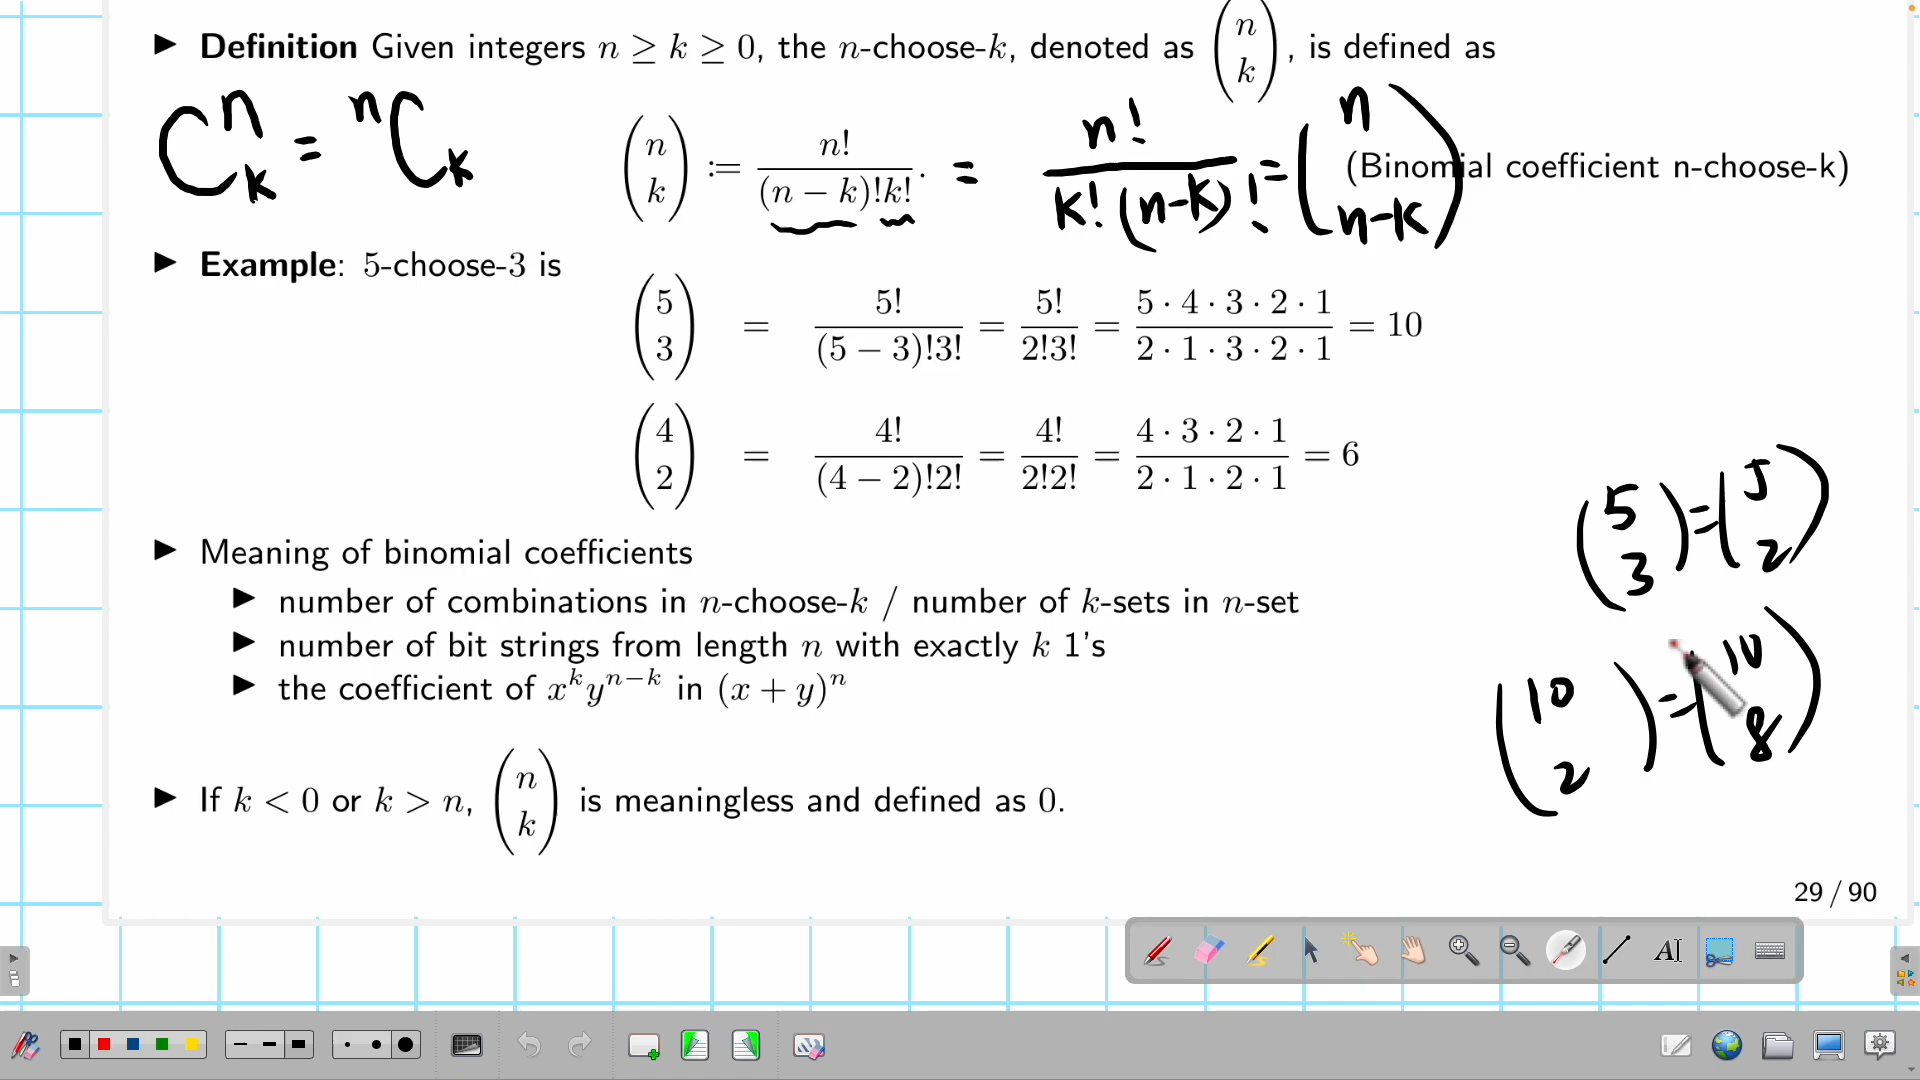 ▶ Definition Given integers n ≥ k ≥ 0, the n-choose-k, denoted as (n k), is defined as
C^n_k = ^nC_k
(n k) := n! / (n − k)!k!. = n! / k!(n-k)! = (n n-k)
(Binomial coefficient n-choose-k)
▶ Example: 5-choose-3 is
(5 3) = 5! / (5 − 3)!3! = 5! / 2!3! = 5 · 4 · 3 · 2 · 1 / 2 · 1 · 3 · 2 · 1 = 10
(4 2) = 4! / (4 − 2)!2! = 4! / 2!2! = 4 · 3 · 2 · 1 / 2 · 1 · 2 · 1 = 6
(5 3) = (5 2)
▶ Meaning of binomial coefficients
▶ number of combinations in n-choose-k / number of k-sets in n-set
▶ number of bit strings from length n with exactly k 1's
▶ the coefficient of x^k y^{n−k} in (x + y)^n
(10 2) = (10 8)
▶ If k < 0 or k > n, (n k) is meaningless and defined as 0.
29 / 90
AI